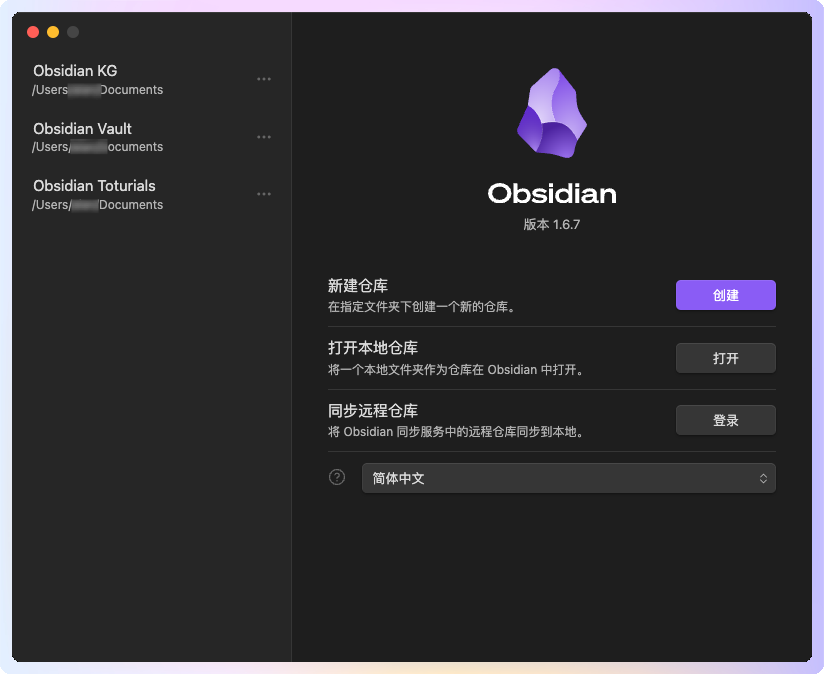 Obsidian KG
/Users Documents
Obsidian Vault
/Users/ ocuments
Obsidian Toturials
/Users/ Documents
Obsidian
版本 1.6.7
新建仓库
在指定文件夹下创建一个新的仓库。
创建
打开本地仓库
将一个本地文件夹作为仓库在 Obsidian 中打开。
打开
同步远程仓库
将 Obsidian 同步服务中的远程仓库同步到本地。
登录
简体中文